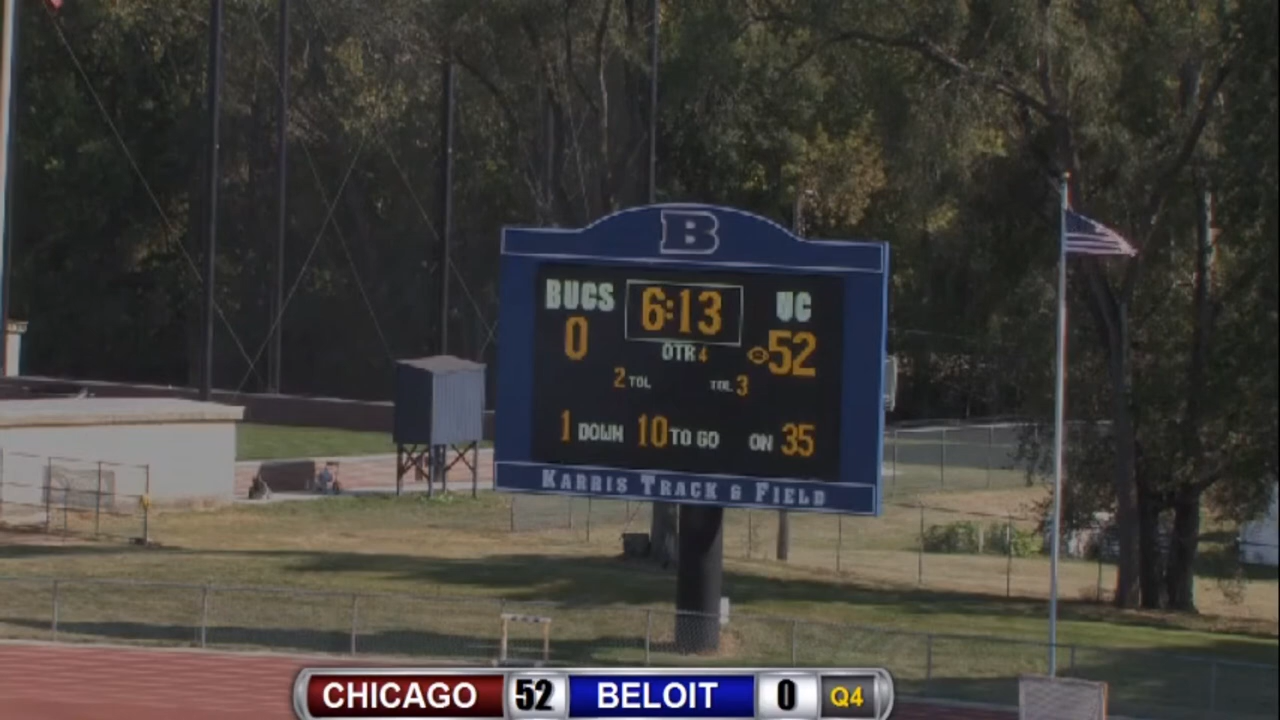 B
BUCS 6:13 UC
0 QTR 4 52
2 TOL TOL 3
1 DOWN 10 TO GO ON 35
KARRIS TRACK & FIELD
CHICAGO 52 BELOIT 0 Q4